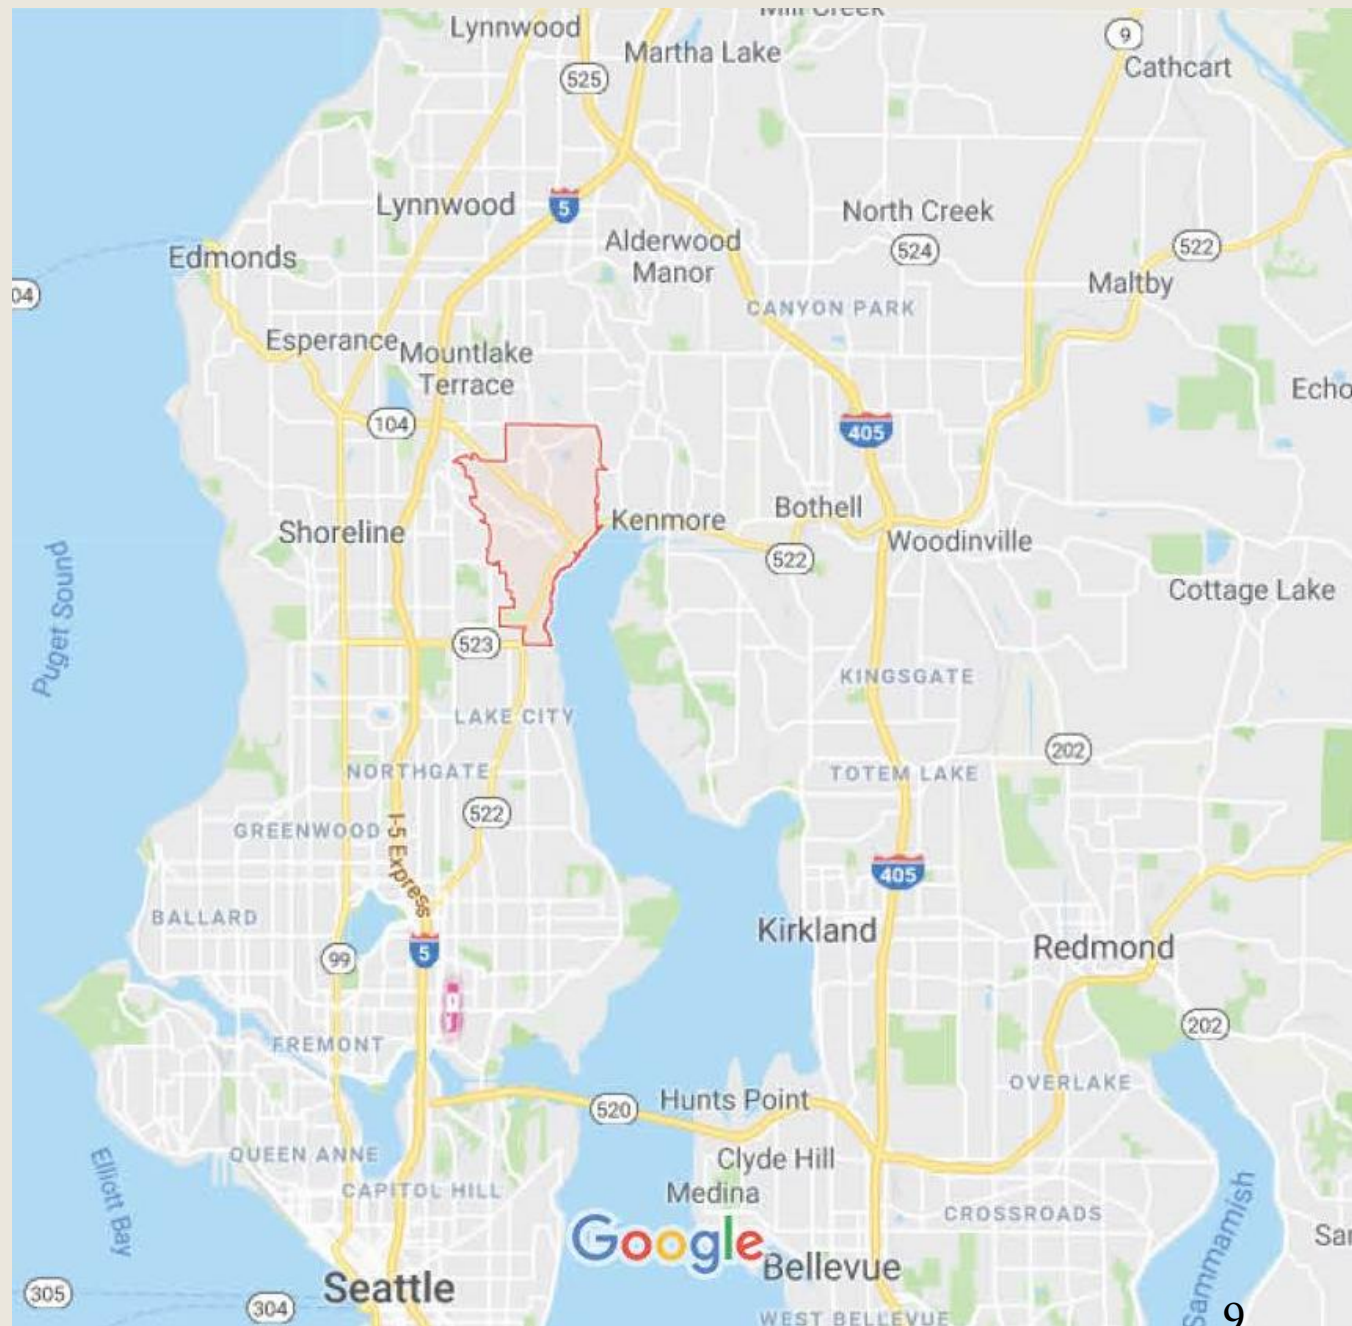 Mill Creek
Lynnwood
9
Martha Lake
525
Cathcart
Lynnwood
5
North Creek
Alderwood
Manor
524
522
Edmonds
Maltby
04
CANYON PARK
Esperance
Mountlake
Terrace
Echo
104
405
Bothell
Kenmore
Shoreline
Woodinville
522
Puget Sound
Cottage Lake
523
KINGSGATE
LAKE CITY
202
NORTHGATE
TOTEM LAKE
522
GREENWOOD
I-5 Express
405
BALLARD
Kirkland
Redmond
5
99
202
FREMONT
OVERLAKE
Hunts Point
520
QUEEN ANNE
Clyde Hill
Elliott Bay
CAPITOL HILL
Medina
CROSSROADS
Sammamish
Google
Sar
Bellevue
Seattle
305
304
WEST BELLEVUE
9